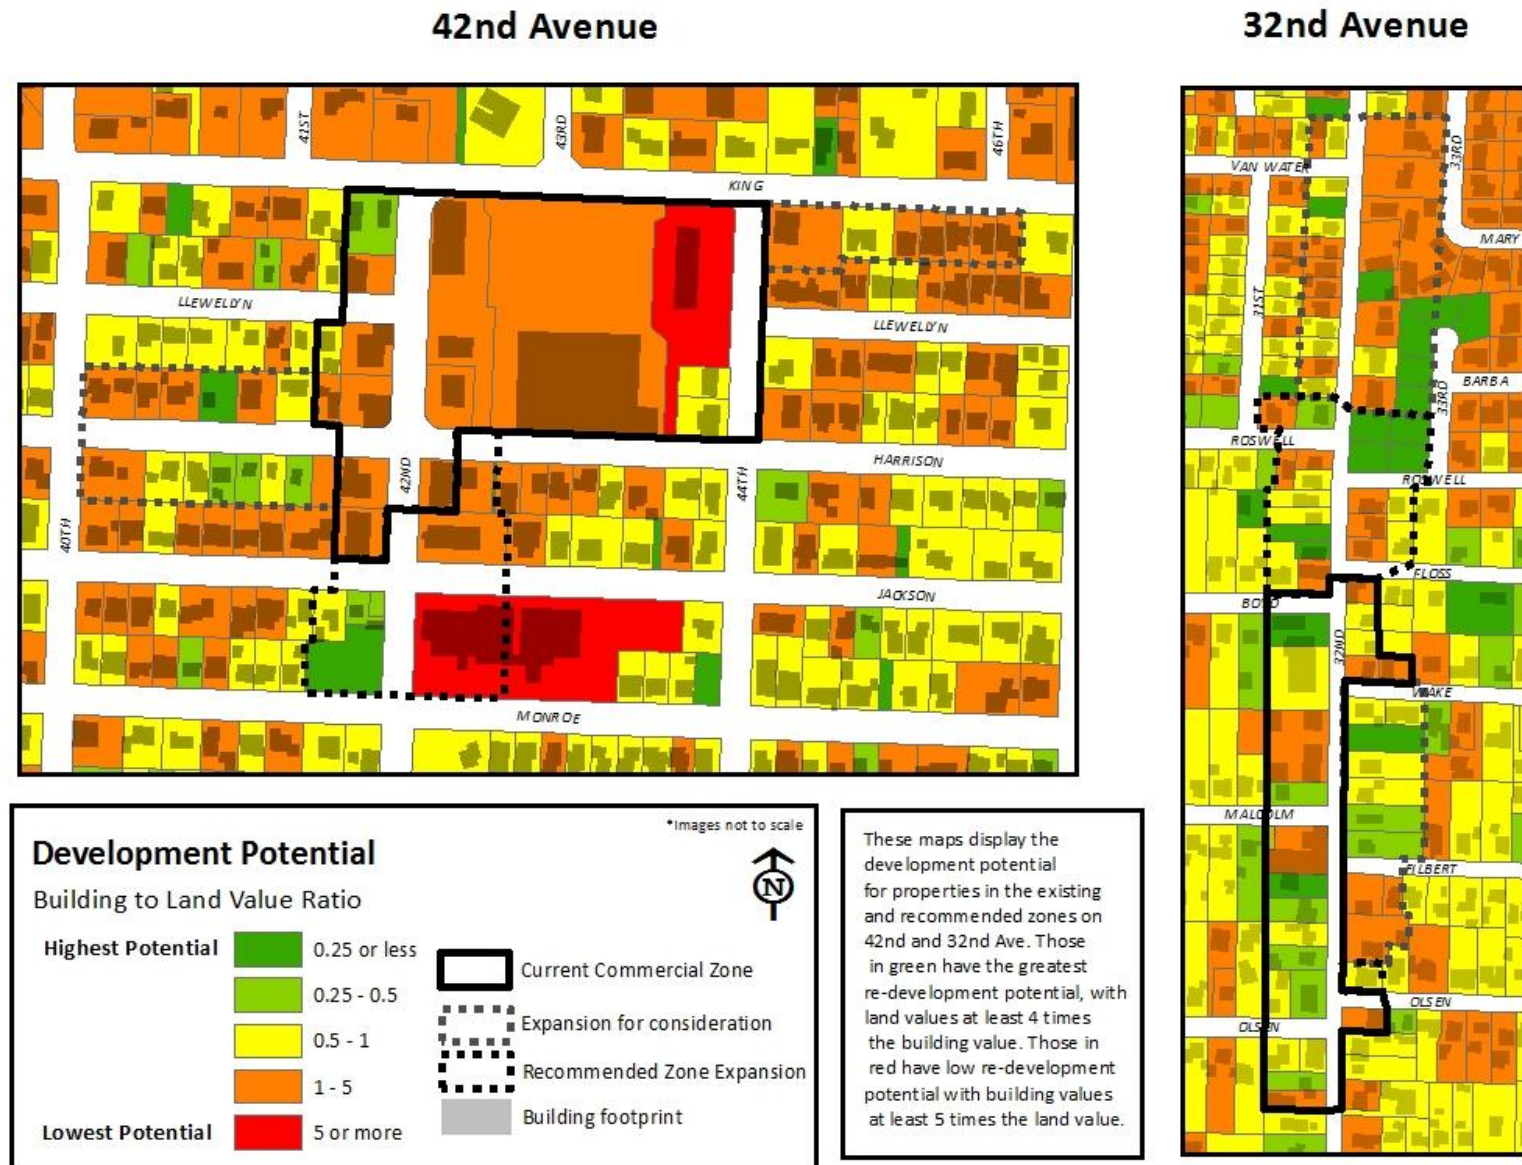 42nd Avenue
32nd Avenue
41ST
43RD
46TH
KING
LLEWELLYN
LLEWELLYN
42ND
HARRISON
44TH
40TH
JACKSON
MONROE
VAN WATER
33RD
MARY
31ST
BARBA
33RD
ROSWELL
ROSWELL
FLOSS
BOYD
32ND
WAKE
MALCOLM
FILBERT
OLSEN
OLSEN
*Images not to scale
Development Potential
Building to Land Value Ratio
N
Highest Potential
0.25 or less
0.25 - 0.5
0.5 - 1
1 - 5
Lowest Potential
5 or more
Current Commercial Zone
Expansion for consideration
Recommended Zone Expansion
Building footprint
These maps display the
development potential
for properties in the existing
and recommended zones on
42nd and 32nd Ave. Those
in green have the greatest
re-development potential, with
land values at least 4 times
the building value. Those in
red have low re-development
potential with building values
at least 5 times the land value.